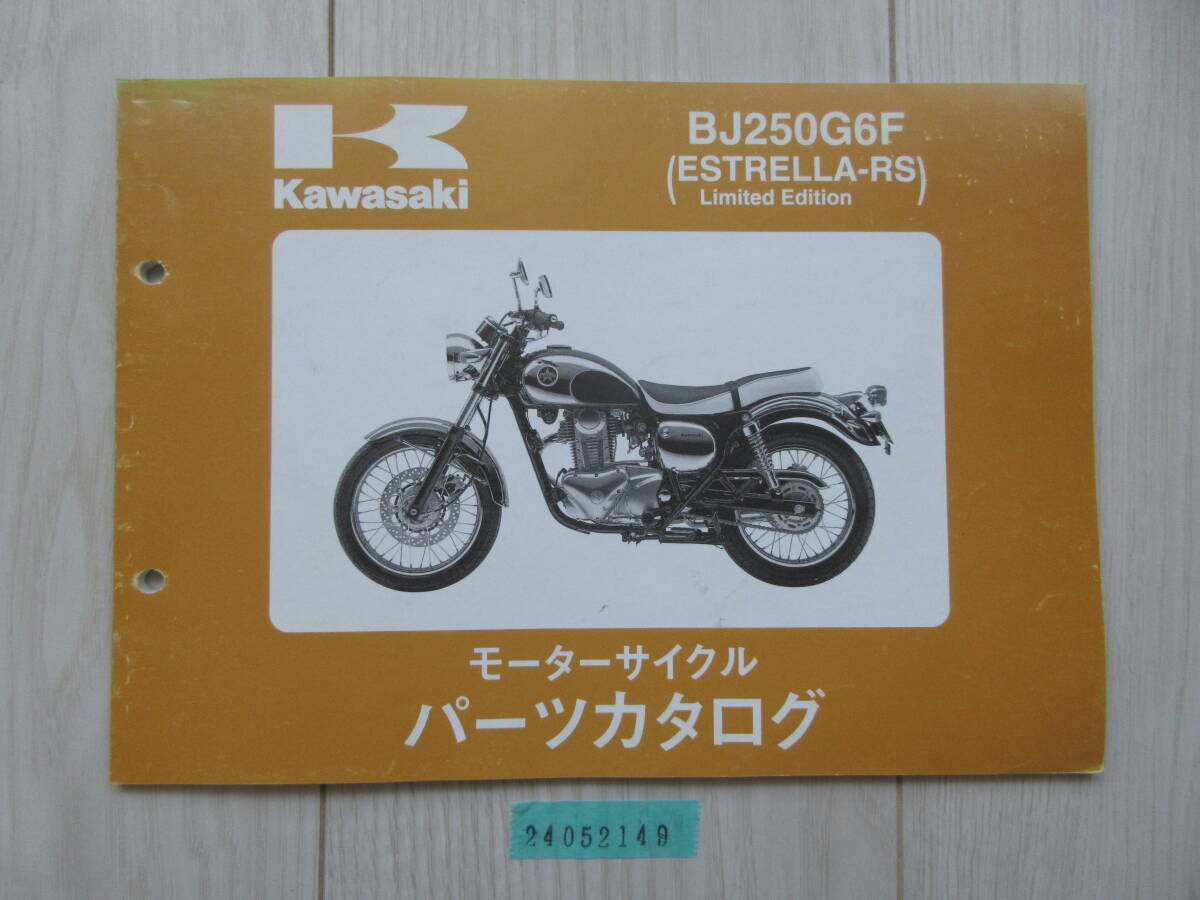 Kawasaki
BJ250G6F
(ESTRELLA-RS)
Limited Edition
モーターサイクル
パーツカタログ
24052149